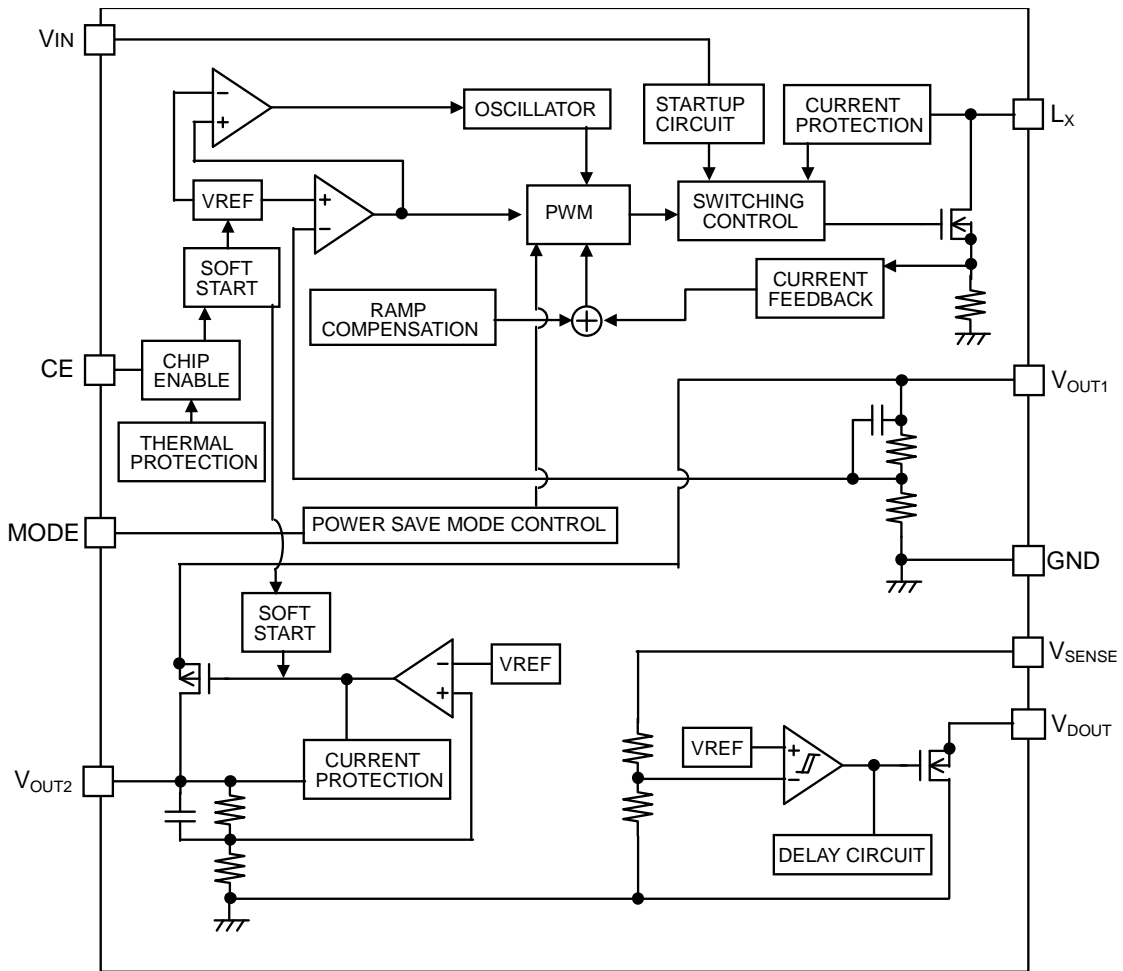 VIN
OSCILLATOR
STARTUP
CIRCUIT
CURRENT
PROTECTION
LX
−
+
VREF
+
−
PWM
SWITCHING
CONTROL
SOFT
START
RAMP
COMPENSATION
+
CURRENT
FEEDBACK
CE
CHIP
ENABLE
VOUT1
THERMAL
PROTECTION
MODE
POWER SAVE MODE CONTROL
GND
SOFT
START
−
+
VREF
VSENSE
VREF
+
−
VDOUT
CURRENT
PROTECTION
VOUT2
DELAY CIRCUIT